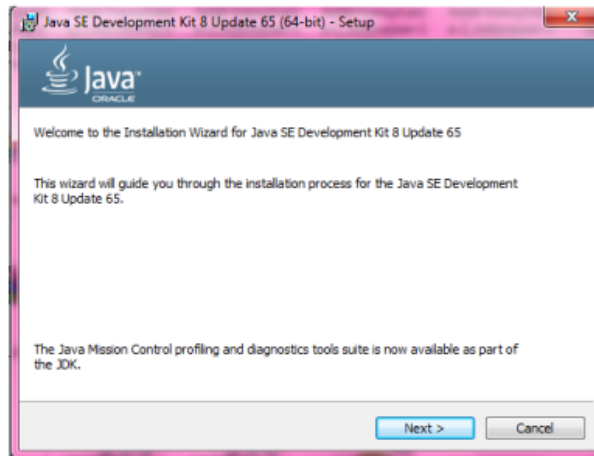 Java SE Development Kit 8 Update 65 (64-bit) - Setup
Java
ORACLE
Welcome to the Installation Wizard for Java SE Development Kit 8 Update 65
This wizard will guide you through the installation process for the Java SE Development
Kit 8 Update 65.
The Java Mission Control profiling and diagnostics tools suite is now available as part of
the JDK.
Next >
Cancel